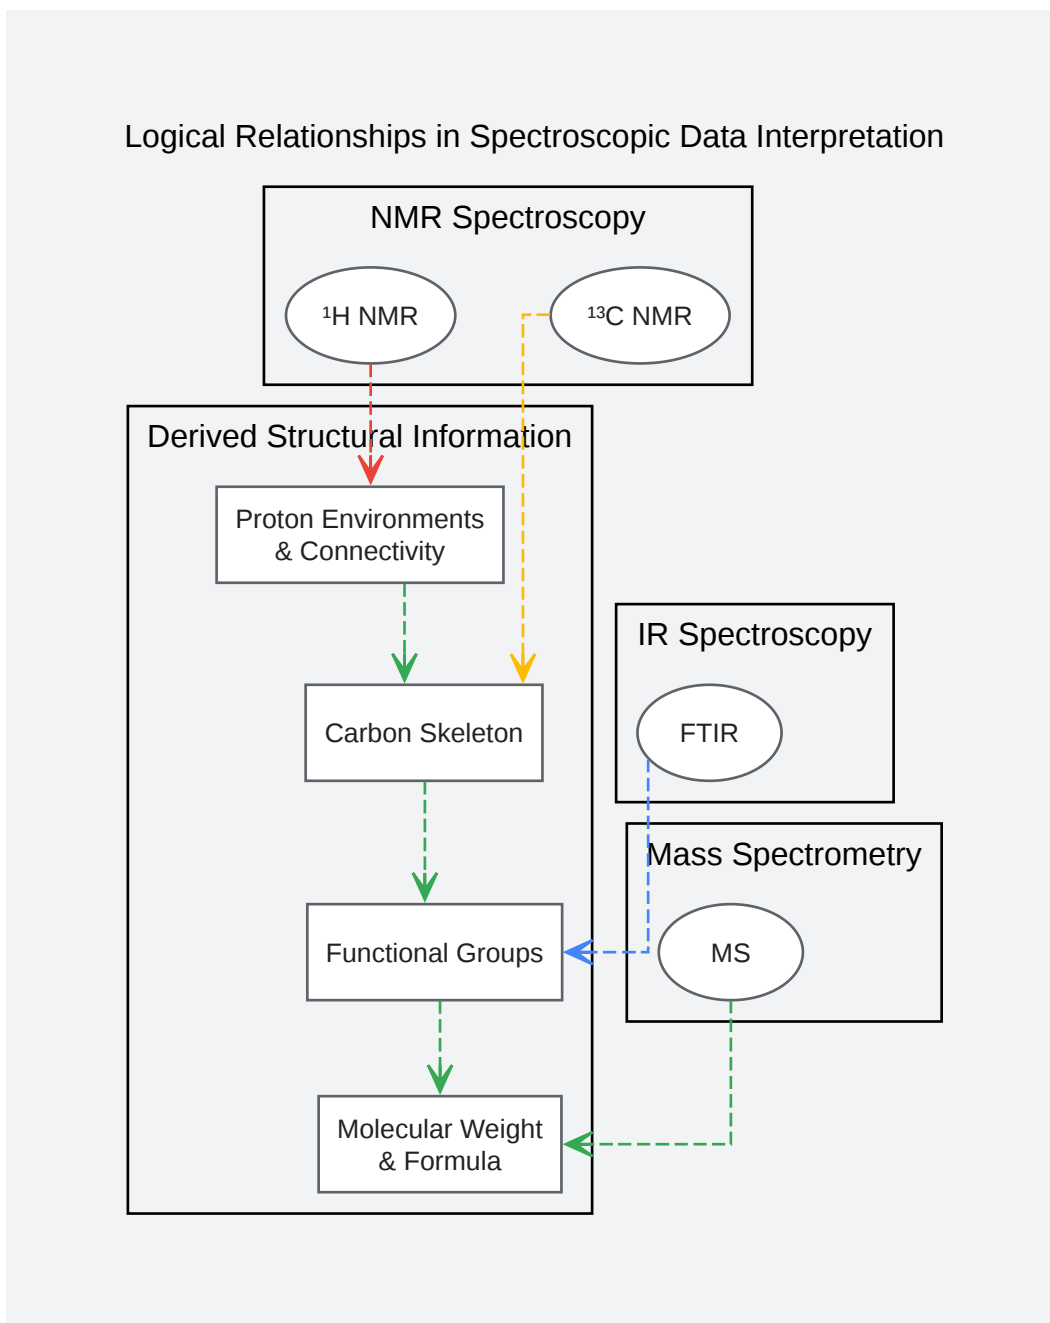 Logical Relationships in Spectroscopic Data Interpretation
NMR Spectroscopy
¹H NMR
¹³C NMR
Derived Structural Information
Proton Environments
& Connectivity
Carbon Skeleton
IR Spectroscopy
FTIR
Mass Spectrometry
Functional Groups
MS
Molecular Weight
& Formula